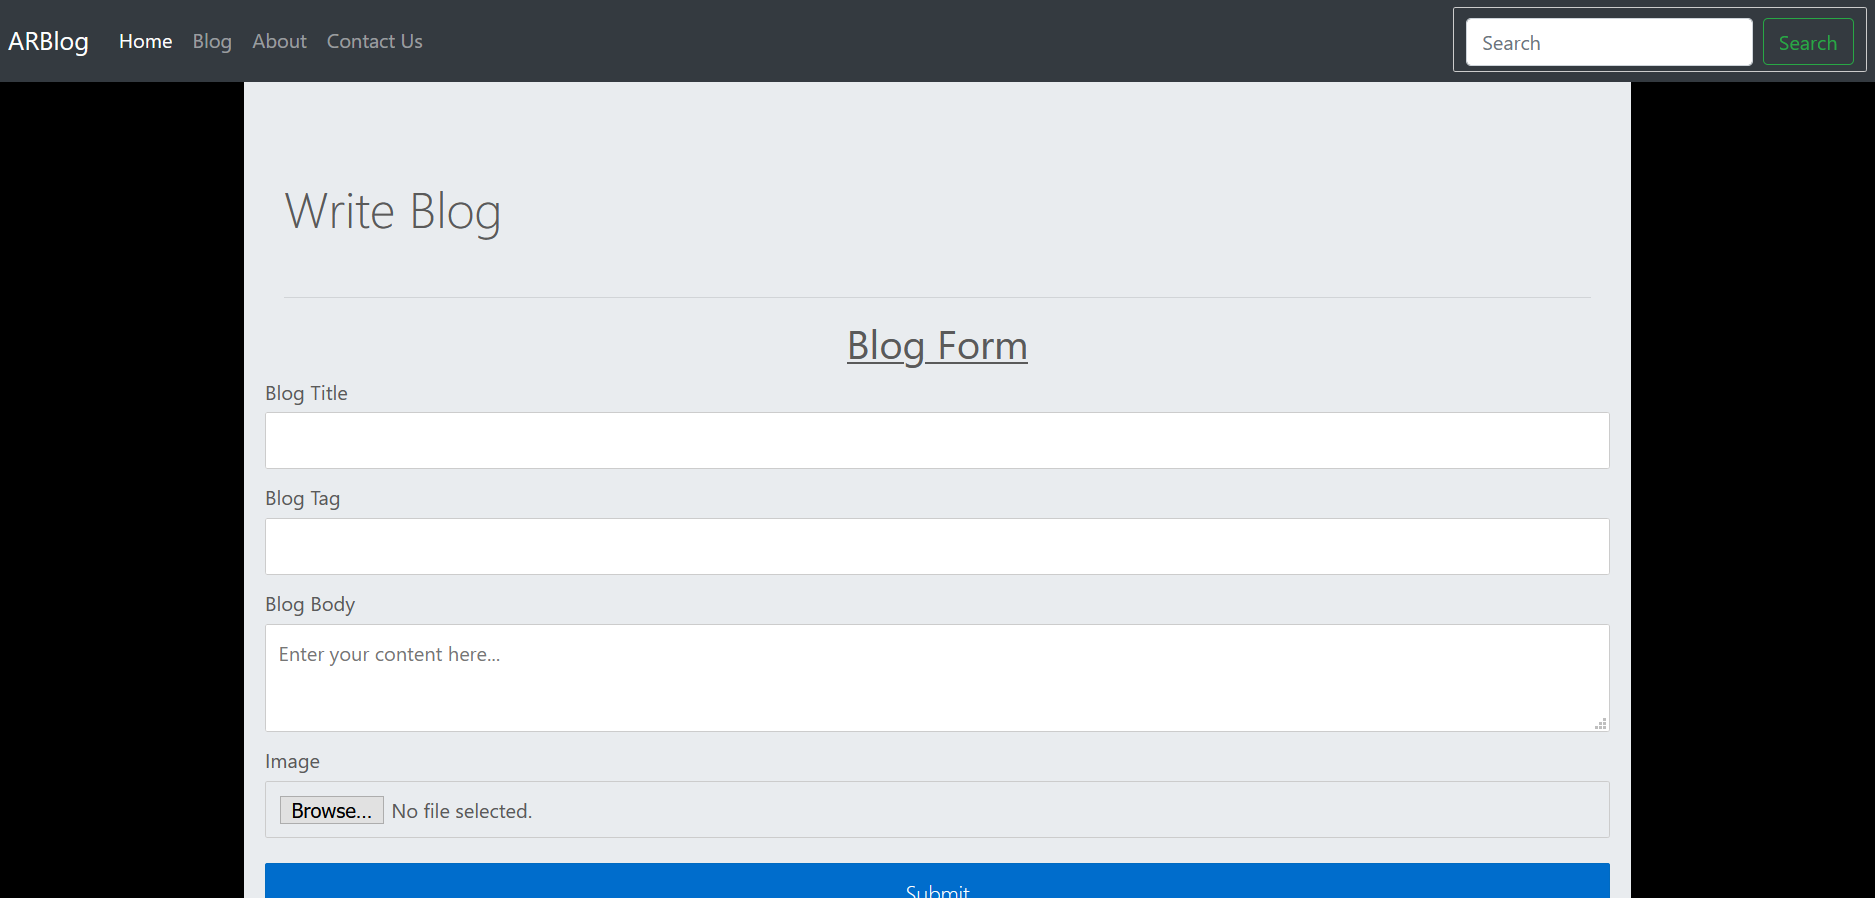 ARBlog Home Blog About Contact Us Search Search
Write Blog
Blog Form
Blog Title
Blog Tag
Blog Body
Enter your content here...
Image
Browse... No file selected.
Submit